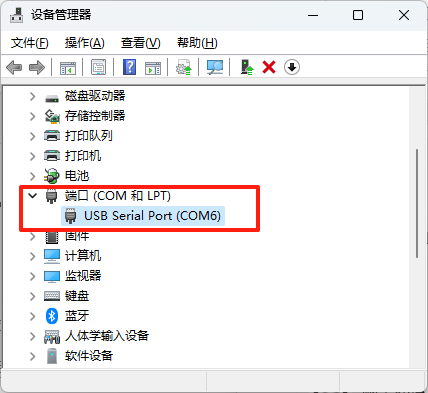 设备管理器
文件(F) 操作(A) 查看(V) 帮助(H)
磁盘驱动器
存储控制器
打印队列
打印机
电池
端口 (COM 和 LPT)
USB Serial Port (COM6)
固件
计算机
监视器
键盘
蓝牙
人体学输入设备
软件设备